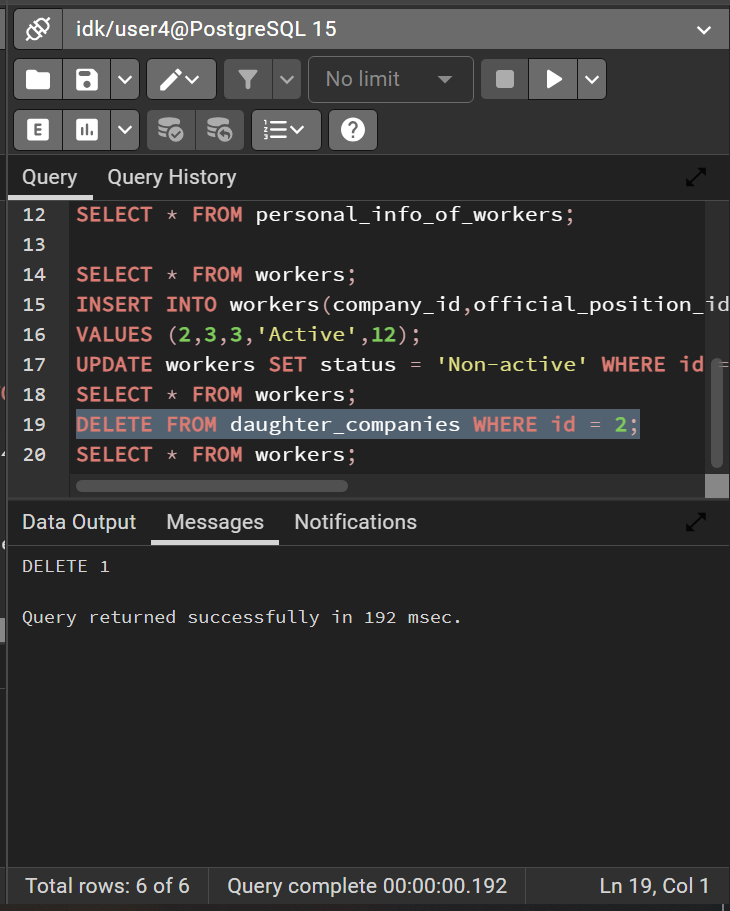 idk/user4@PostgreSQL 15
No limit
E
Query Query History
12 SELECT * FROM personal_info_of_workers;
13
14 SELECT * FROM workers;
15 INSERT INTO workers(company_id,official_position_id
16 VALUES (2,3,3,'Active',12);
17 UPDATE workers SET status = 'Non-active' WHERE id =
18 SELECT * FROM workers;
19 DELETE FROM daughter_companies WHERE id = 2;
20 SELECT * FROM workers;
Data Output Messages Notifications
DELETE 1
Query returned successfully in 192 msec.
Total rows: 6 of 6 Query complete 00:00:00.192 Ln 19, Col 1